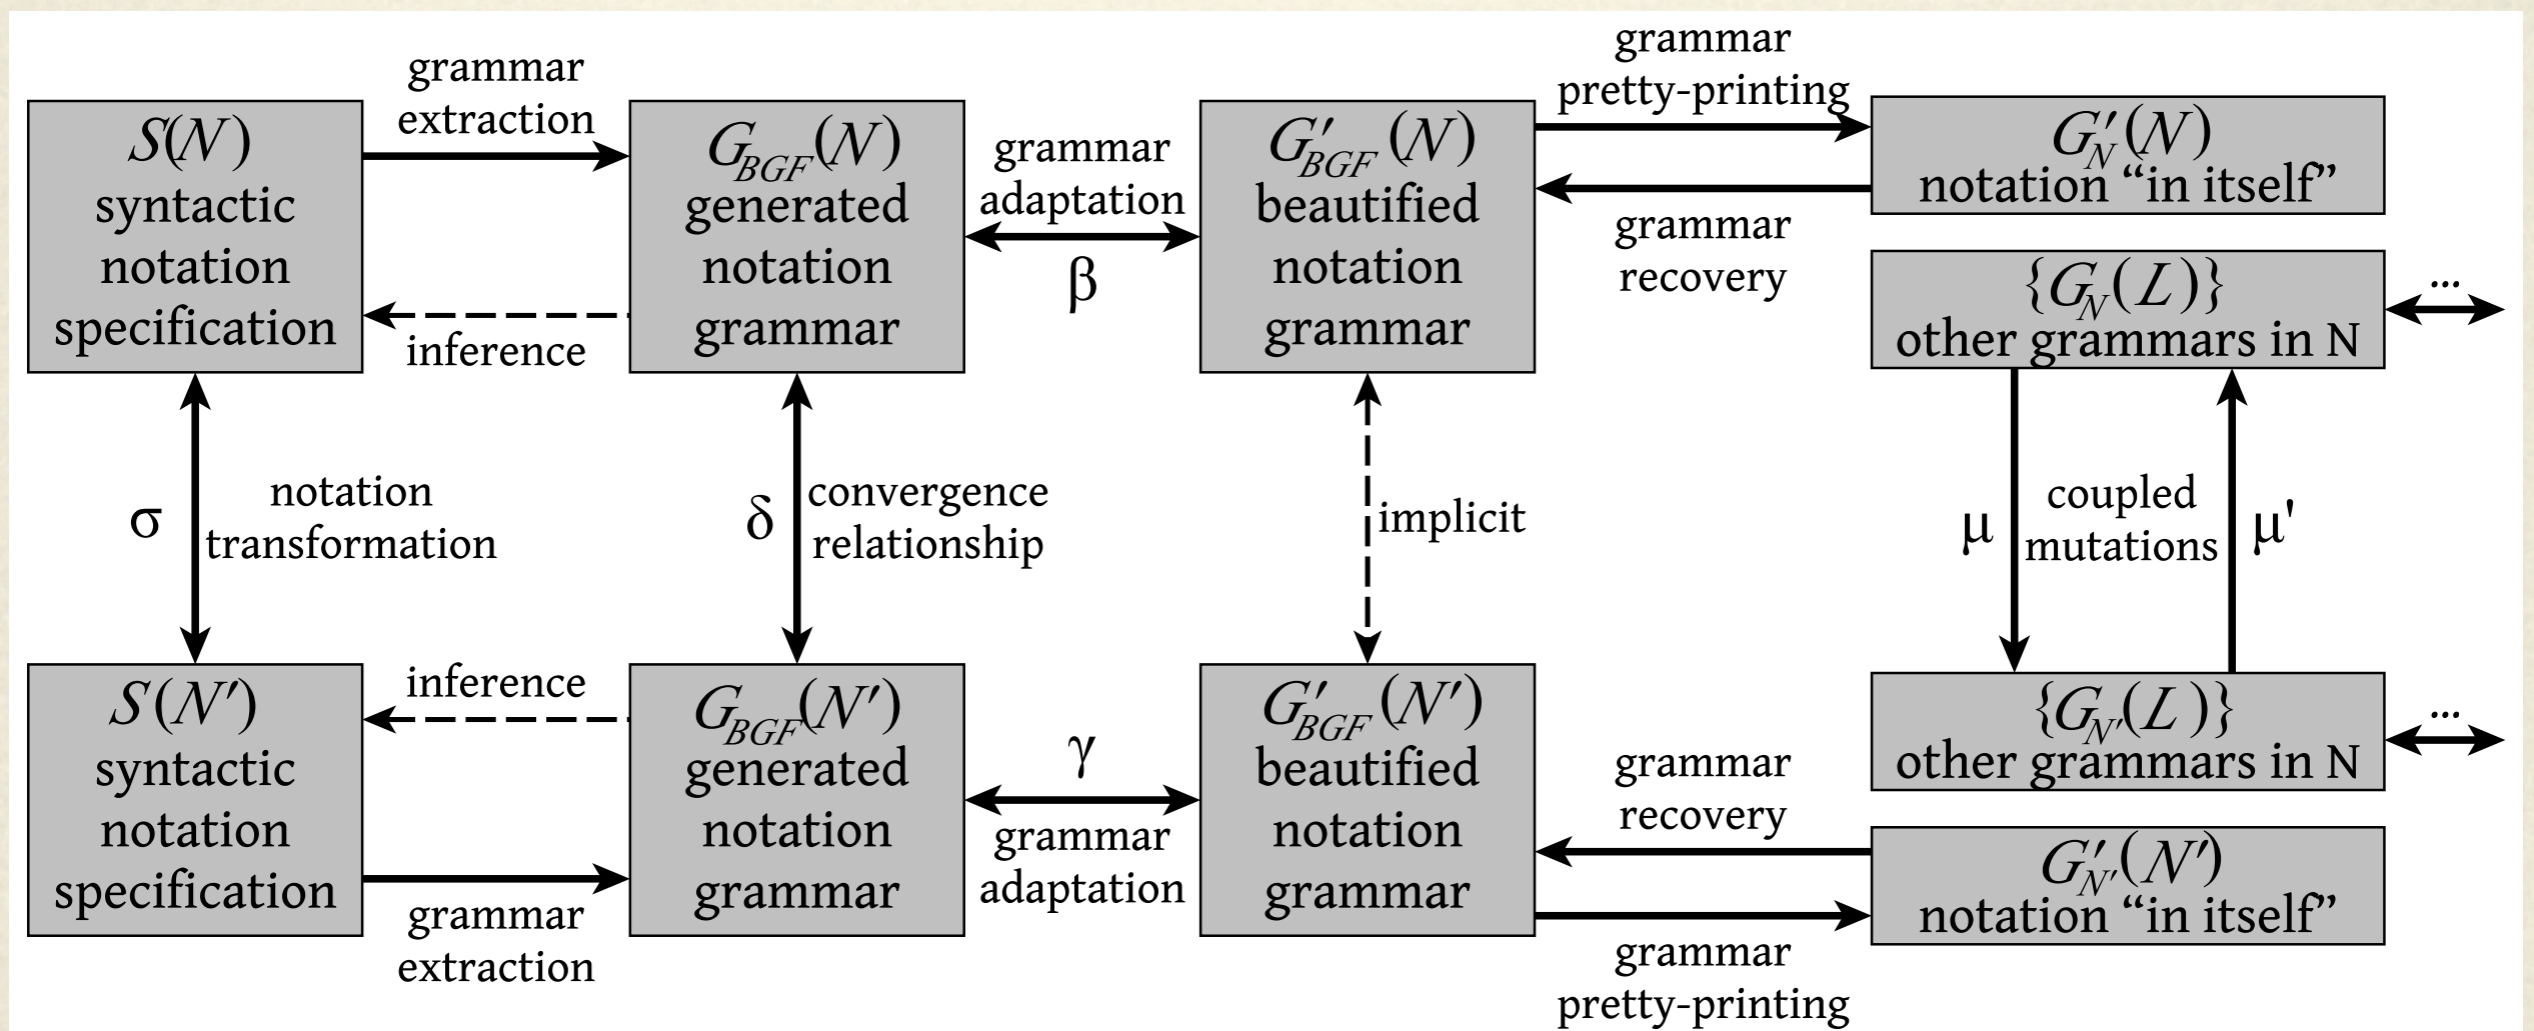 grammar
extraction
grammar
pretty-printing
S(N)
syntactic
notation
specification
G_BGF(N)
generated
notation
grammar
grammar
adaptation
β
G′_BGF(N)
beautified
notation
grammar
G′_N(N)
notation “in itself”
grammar
recovery
{G_N(L)}
other grammars in N
...
inference
σ
notation
transformation
δ
convergence
relationship
implicit
μ
coupled
mutations
μ'
S(N′)
syntactic
notation
specification
inference
G_BGF(N′)
generated
notation
grammar
γ
grammar
adaptation
G′_BGF(N′)
beautified
notation
grammar
{G_N′(L)}
other grammars in N
...
grammar
recovery
G′_N′(N′)
notation “in itself”
grammar
extraction
grammar
pretty-printing